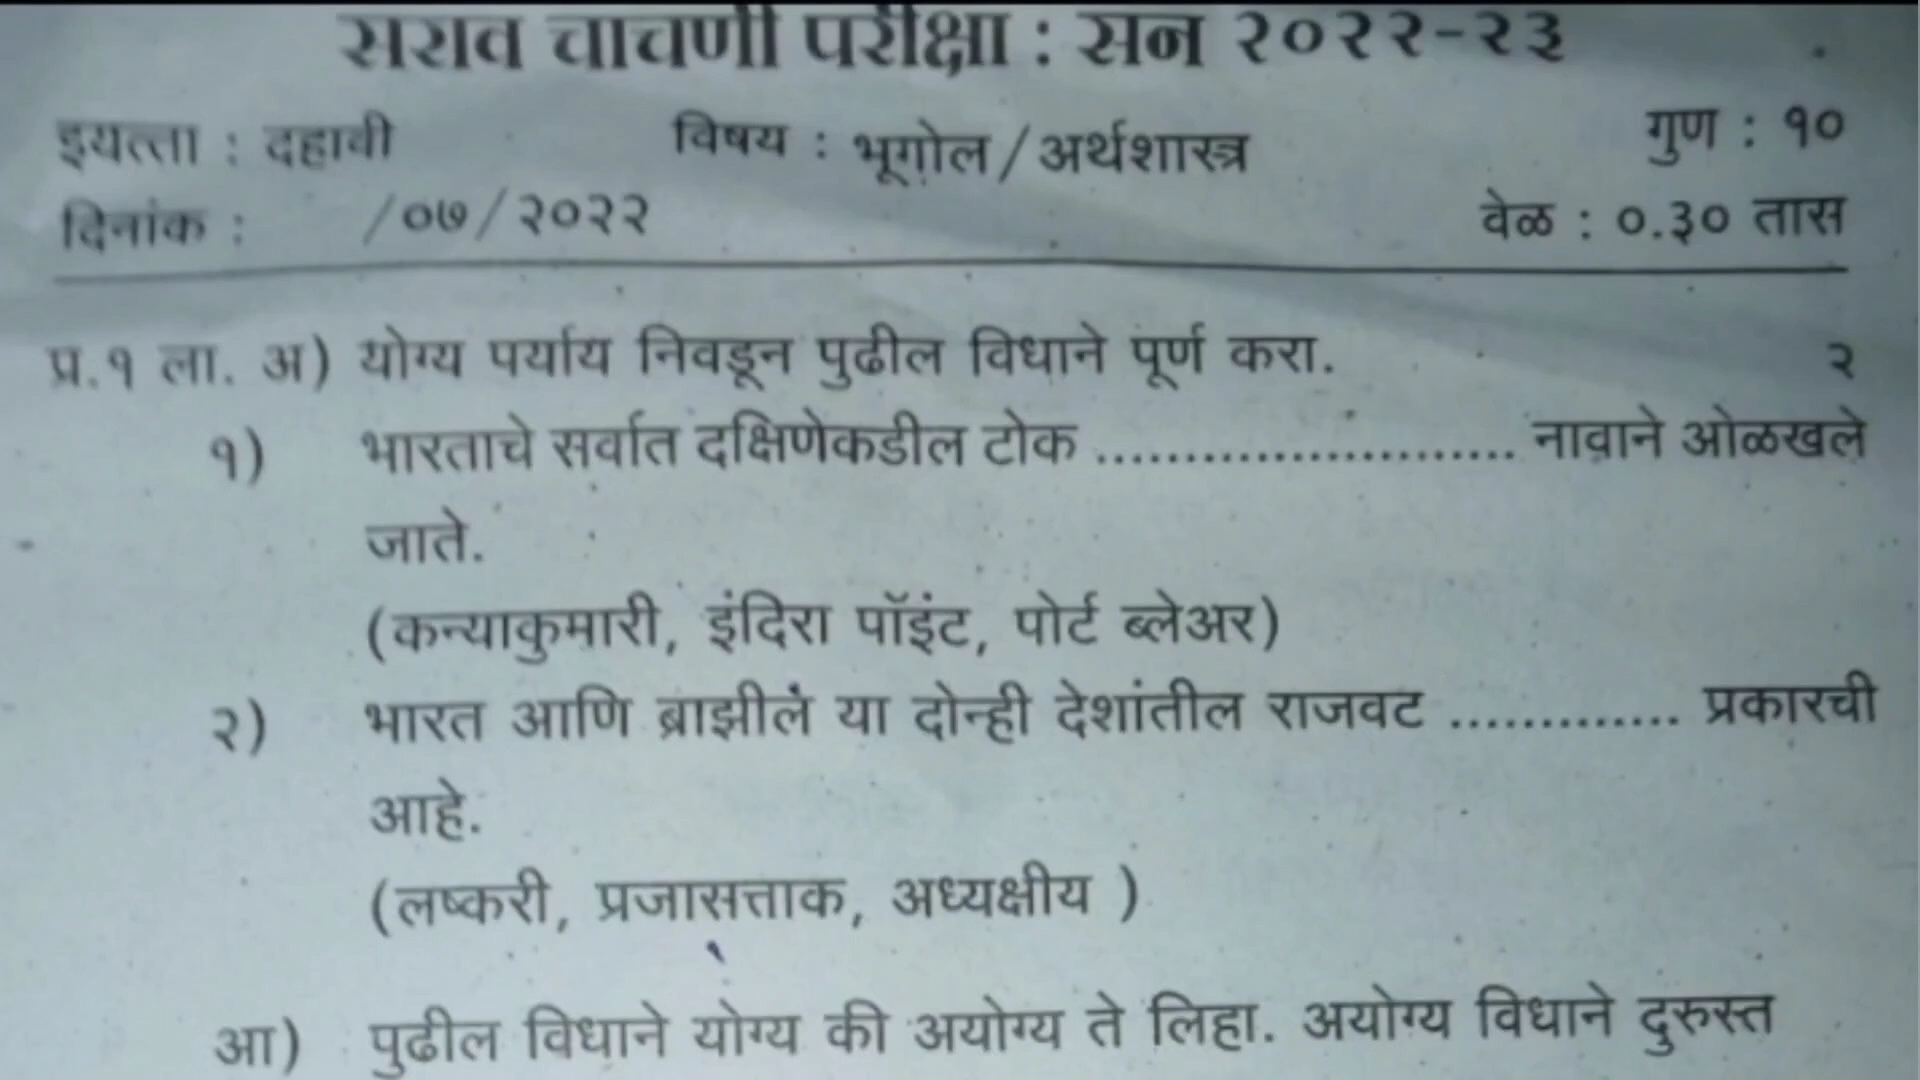 सराव चाचणी परीक्षा : सन २०२२-२३
इयत्ता : दहावी विषय : भूगोल/अर्थशास्त्र गुण : १०
दिनांक : /०७/२०२२ वेळ : ०.३० तास
प्र.१ ला. अ) योग्य पर्याय निवडून पुढील विधाने पूर्ण करा. २
१) भारताचे सर्वात दक्षिणेकडील टोक ........................ नावाने ओळखले
जाते.
(कन्याकुमारी, इंदिरा पॉइंट, पोर्ट ब्लेअर)
२) भारत आणि ब्राझील या दोन्ही देशांतील राजवट ............. प्रकारची
आहे.
(लष्करी, प्रजासत्ताक, अध्यक्षीय )
आ) पुढील विधाने योग्य की अयोग्य ते लिहा. अयोग्य विधाने दुरुस्त